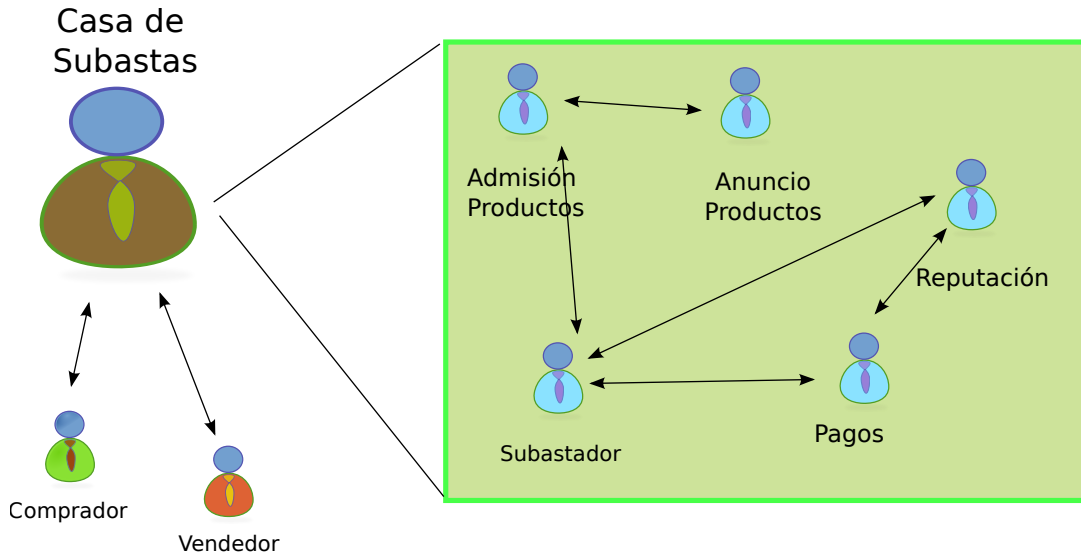 Casa de
Subastas
Admisión
Productos
Anuncio
Productos
Reputación
Subastador
Pagos
Comprador
Vendedor